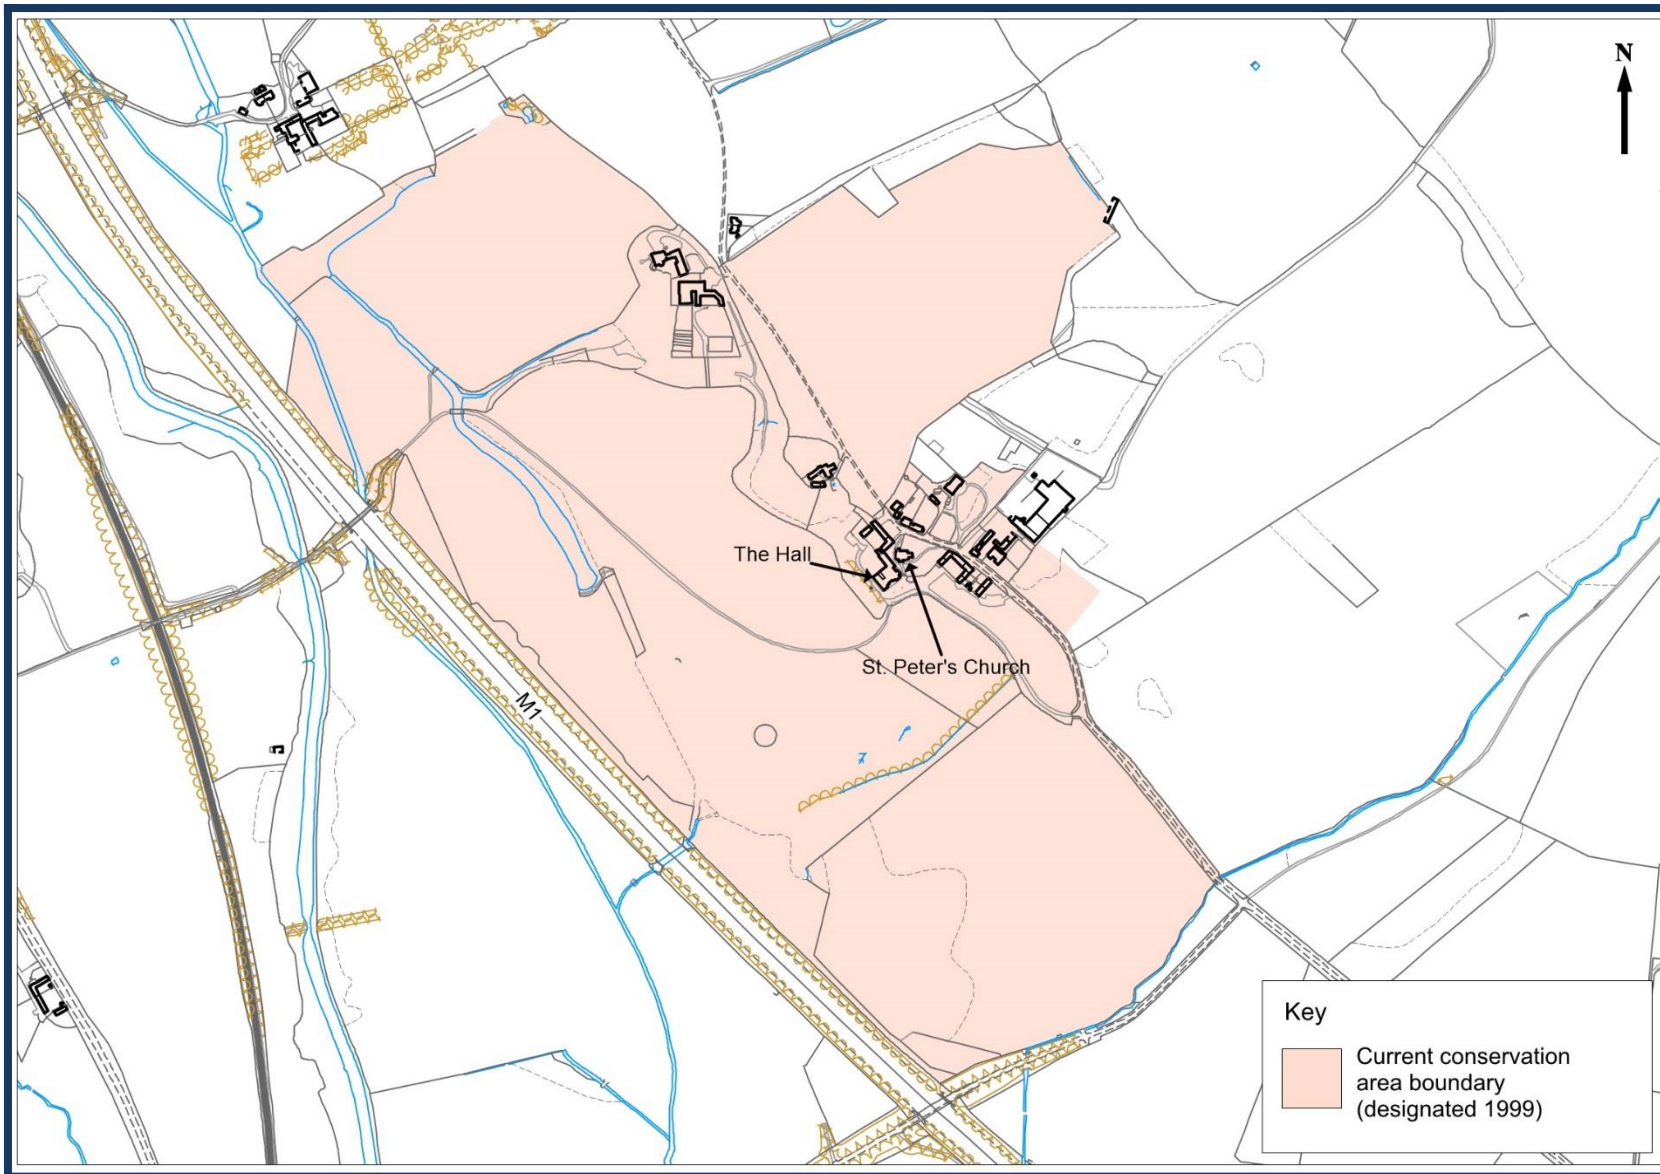 N
The Hall
St. Peter's Church
M1
Key
Current conservation
area boundary
(designated 1999)